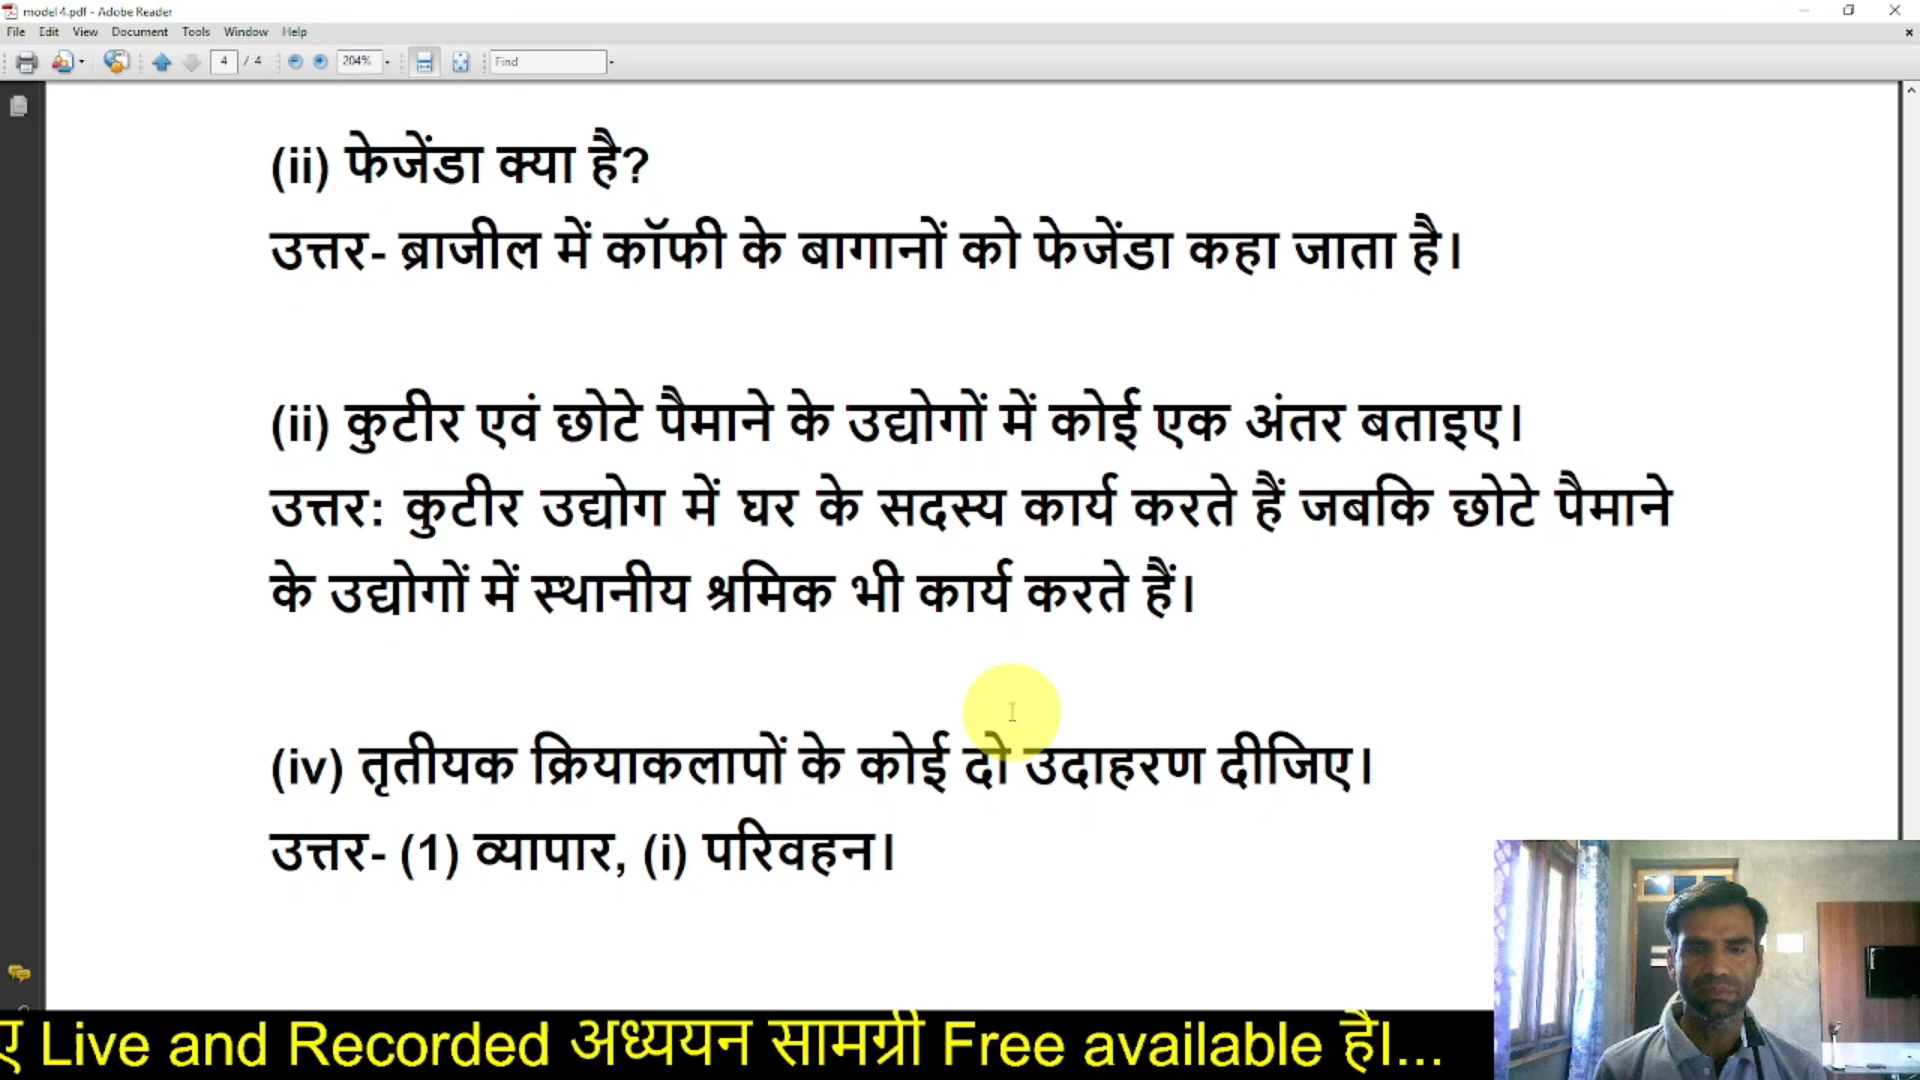 model 4.pdf - Adobe Reader
File Edit View Document Tools Window Help
4 / 4 204% Find
(ii) फेजेंडा क्या है?
उत्तर- ब्राजील में कॉफी के बागानों को फेजेंडा कहा जाता है।
(ii) कुटीर एवं छोटे पैमाने के उद्योगों में कोई एक अंतर बताइए।
उत्तर: कुटीर उद्योग में घर के सदस्य कार्य करते हैं जबकि छोटे पैमाने
के उद्योगों में स्थानीय श्रमिक भी कार्य करते हैं।
(iv) तृतीयक क्रियाकलापों के कोई दो उदाहरण दीजिए।
उत्तर- (1) व्यापार, (i) परिवहन।
ए Live and Recorded अध्ययन सामग्री Free available है।...